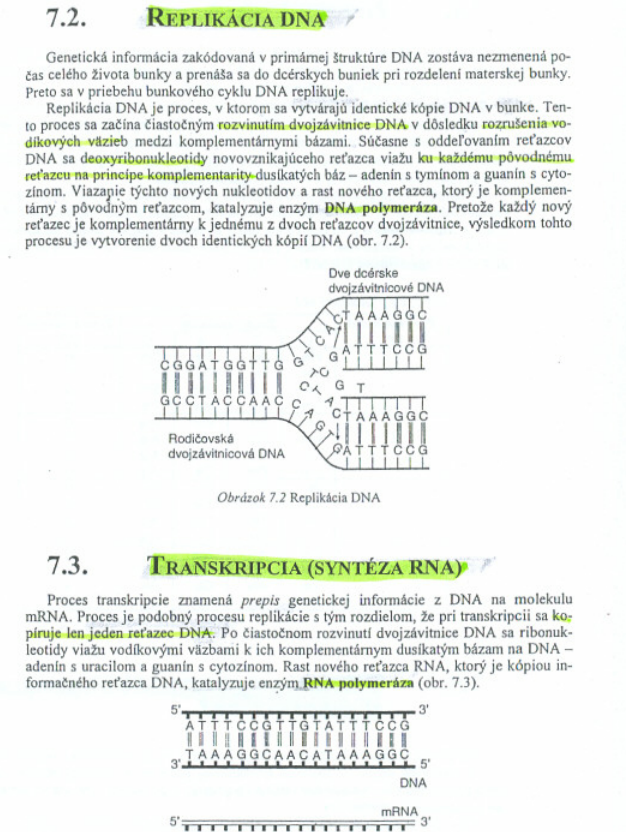 7.2. REPLIKÁCIA DNA
Genetická informácia zakódovaná v primárnej štruktúre DNA zostáva nezmenená po-
čas celého života bunky a prenáša sa do dcérskych buniek pri rozdelení materskej bunky.
Preto sa v priebehu bunkového cyklu DNA replikuje.
Replikácia DNA je proces, v ktorom sa vytvárajú identické kópie DNA v bunke. Ten-
to proces sa začína čiastočným rozvinutím dvojzávitnice DNA v dôsledku rozrušenia vo-
díkových väzieb medzi komplementárnymi bázami. Súčasne s oddeľovaním reťazcov
DNA sa deoxyribonukleotidy novovznikajúceho reťazca viažu ku každému pôvodnému
reťazcu na princípe komplementarity dusíkatých báz – adenín s tymínom a guanín s cyto-
zínom. Viazanie týchto nových nukleotidov a rast nového reťazca, ktorý je komplemen-
tárny s pôvodným reťazcom, katalyzuje enzým DNA polymeráza. Pretože každý nový
reťazec je komplementárny k jednému z dvoch reťazcov dvojzávitnice, výsledkom tohto
procesu je vytvorenie dvoch identických kópií DNA (obr. 7.2).
Dve dcérske
dvojzávitnicové DNA
C T A A A G G C
G A T T T C C G
C G G A T G G T T G
G C C T A C C A A C
G T C A
T C G
C T A
G T
C C A G T
C T A A A G G C
G A T T T C C G
Rodičovská
dvojzávitnicová DNA
Obrázok 7.2 Replikácia DNA
7.3. TRANSKRIPCIA (SYNTÉZA RNA)
Proces transkripcie znamená prepis genetickej informácie z DNA na molekulu
mRNA. Proces je podobný procesu replikácie s tým rozdielom, že pri transkripcii sa ko-
píruje len jeden reťazec DNA. Po čiastočnom rozvinutí dvojzávitnice DNA sa ribonuk-
leotidy viažu vodíkovými väzbami k ich komplementárnym dusíkatým bázam na DNA –
adenín s uracilom a guanín s cytozínom. Rast nového reťazca RNA, ktorý je kópiou in-
formačného reťazca DNA, katalyzuje enzým RNA polymeráza (obr. 7.3).
5' 3'
A T T T C C G T T G T A T T T C C G
T A A A G G C A A C A T A A A G G C
3' 5'
DNA
mRNA
5' 3'